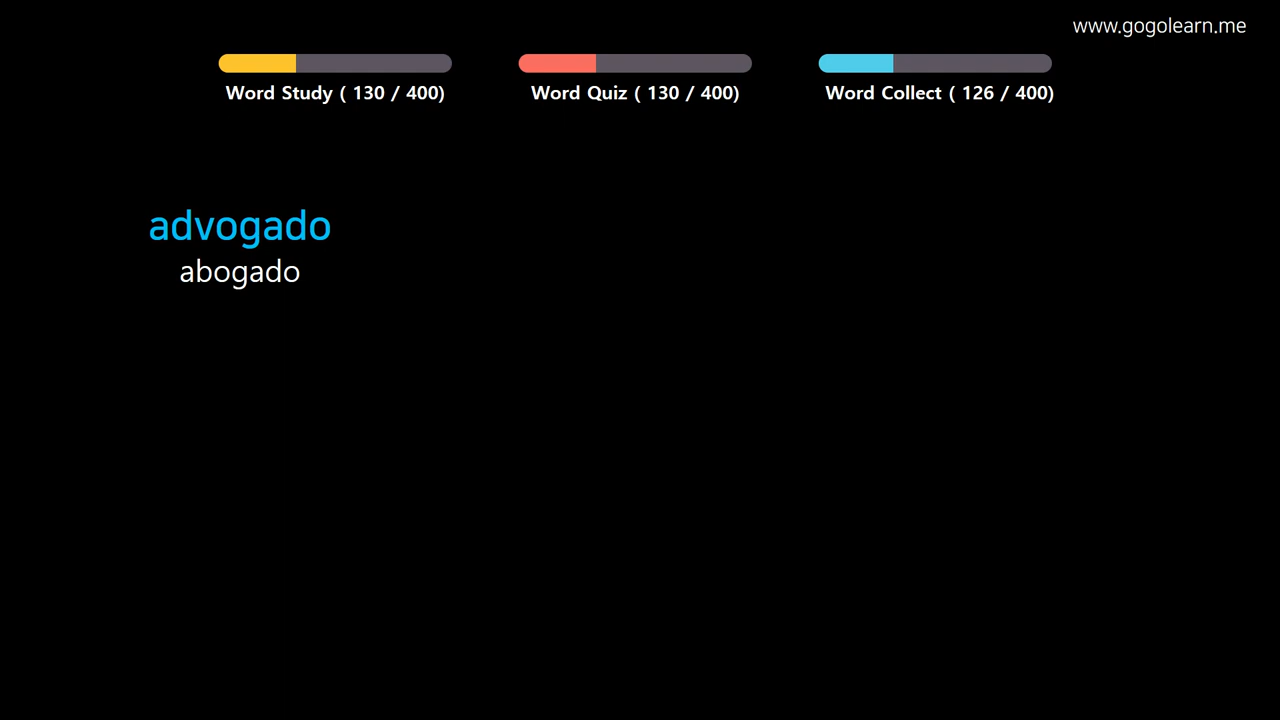 www.gogolearn.me
Word Study ( 130 / 400)
Word Quiz ( 130 / 400)
Word Collect ( 126 / 400)
advogado
abogado